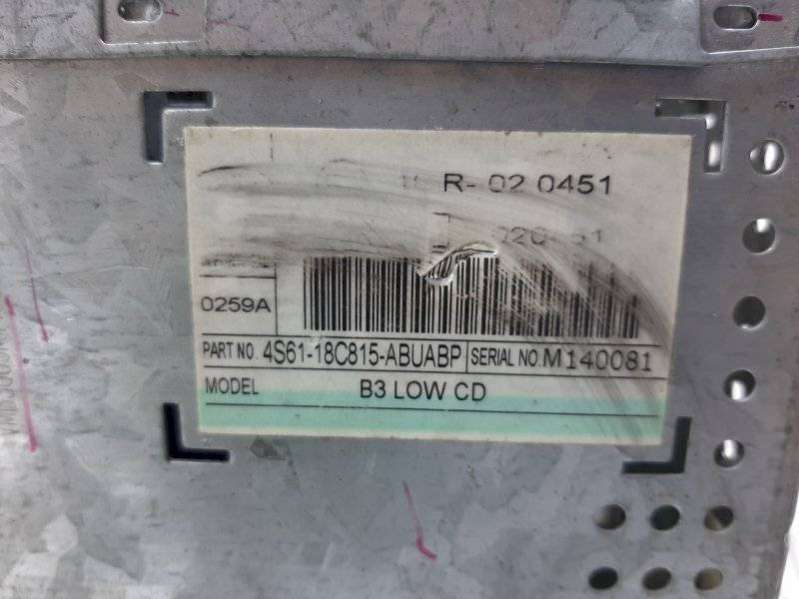 R- 02 0451
0259A
PART NO. 4S61-18C815-ABUABP SERIAL NO. M140081
MODEL B3 LOW CD